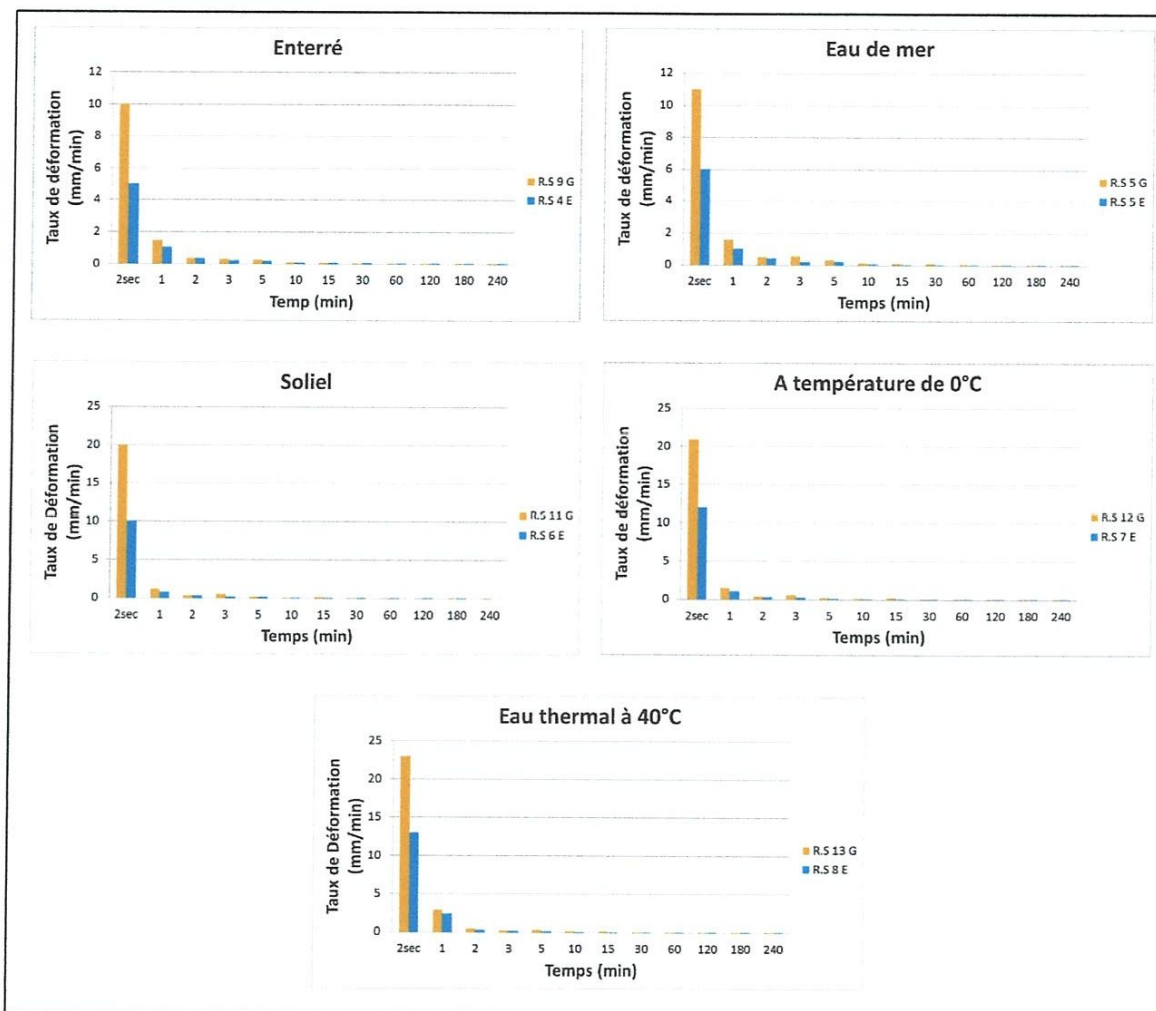 Enterré
Taux de déformation
(mm/min)
12
10
8
6
4
2
0
2sec 1 2 3 5 10 15 30 60 120 180 240
Temp (min)
R.S 9 G
R.S 4 E
Eau de mer
Taux de déformation
(mm/min)
12
10
8
6
4
2
0
2sec 1 2 3 5 10 15 30 60 120 180 240
Temps (min)
R.S 5 G
R.S 5 E
Soliel
Taux de Déformation
(mm/min)
25
20
15
10
5
0
2sec 1 2 3 5 10 15 30 60 120 180 240
Temps (min)
R.S 11 G
R.S 6 E
A température de 0°C
Taux de déformation
(mm/min)
25
20
15
10
5
0
2sec 1 2 3 5 10 15 30 60 120 180 240
Temps (min)
R.S 12 G
R.S 7 E
Eau thermal à 40°C
Taux de Déformation
(mm/min)
25
20
15
10
5
0
2sec 1 2 3 5 10 15 30 60 120 180 240
Temps (min)
R.S 13 G
R.S 8 E